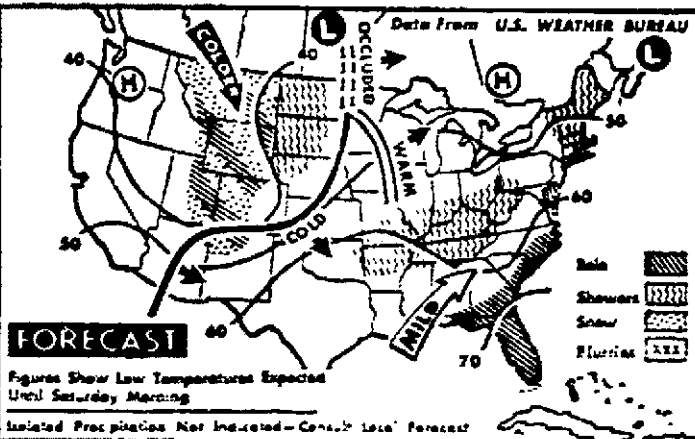 Data From U.S. WEATHER BUREAU
L
L
COLD
40
40
OCCLUDED
H
H
WARM
50
60
COLD
50
Rain
Showers
Snow
Flurries
60
MILD
70
FORECAST
Figures Show Low Temperatures Expected
Until Saturday Morning
Isolated Precipitation Not Indicated-Consult Local Forecast